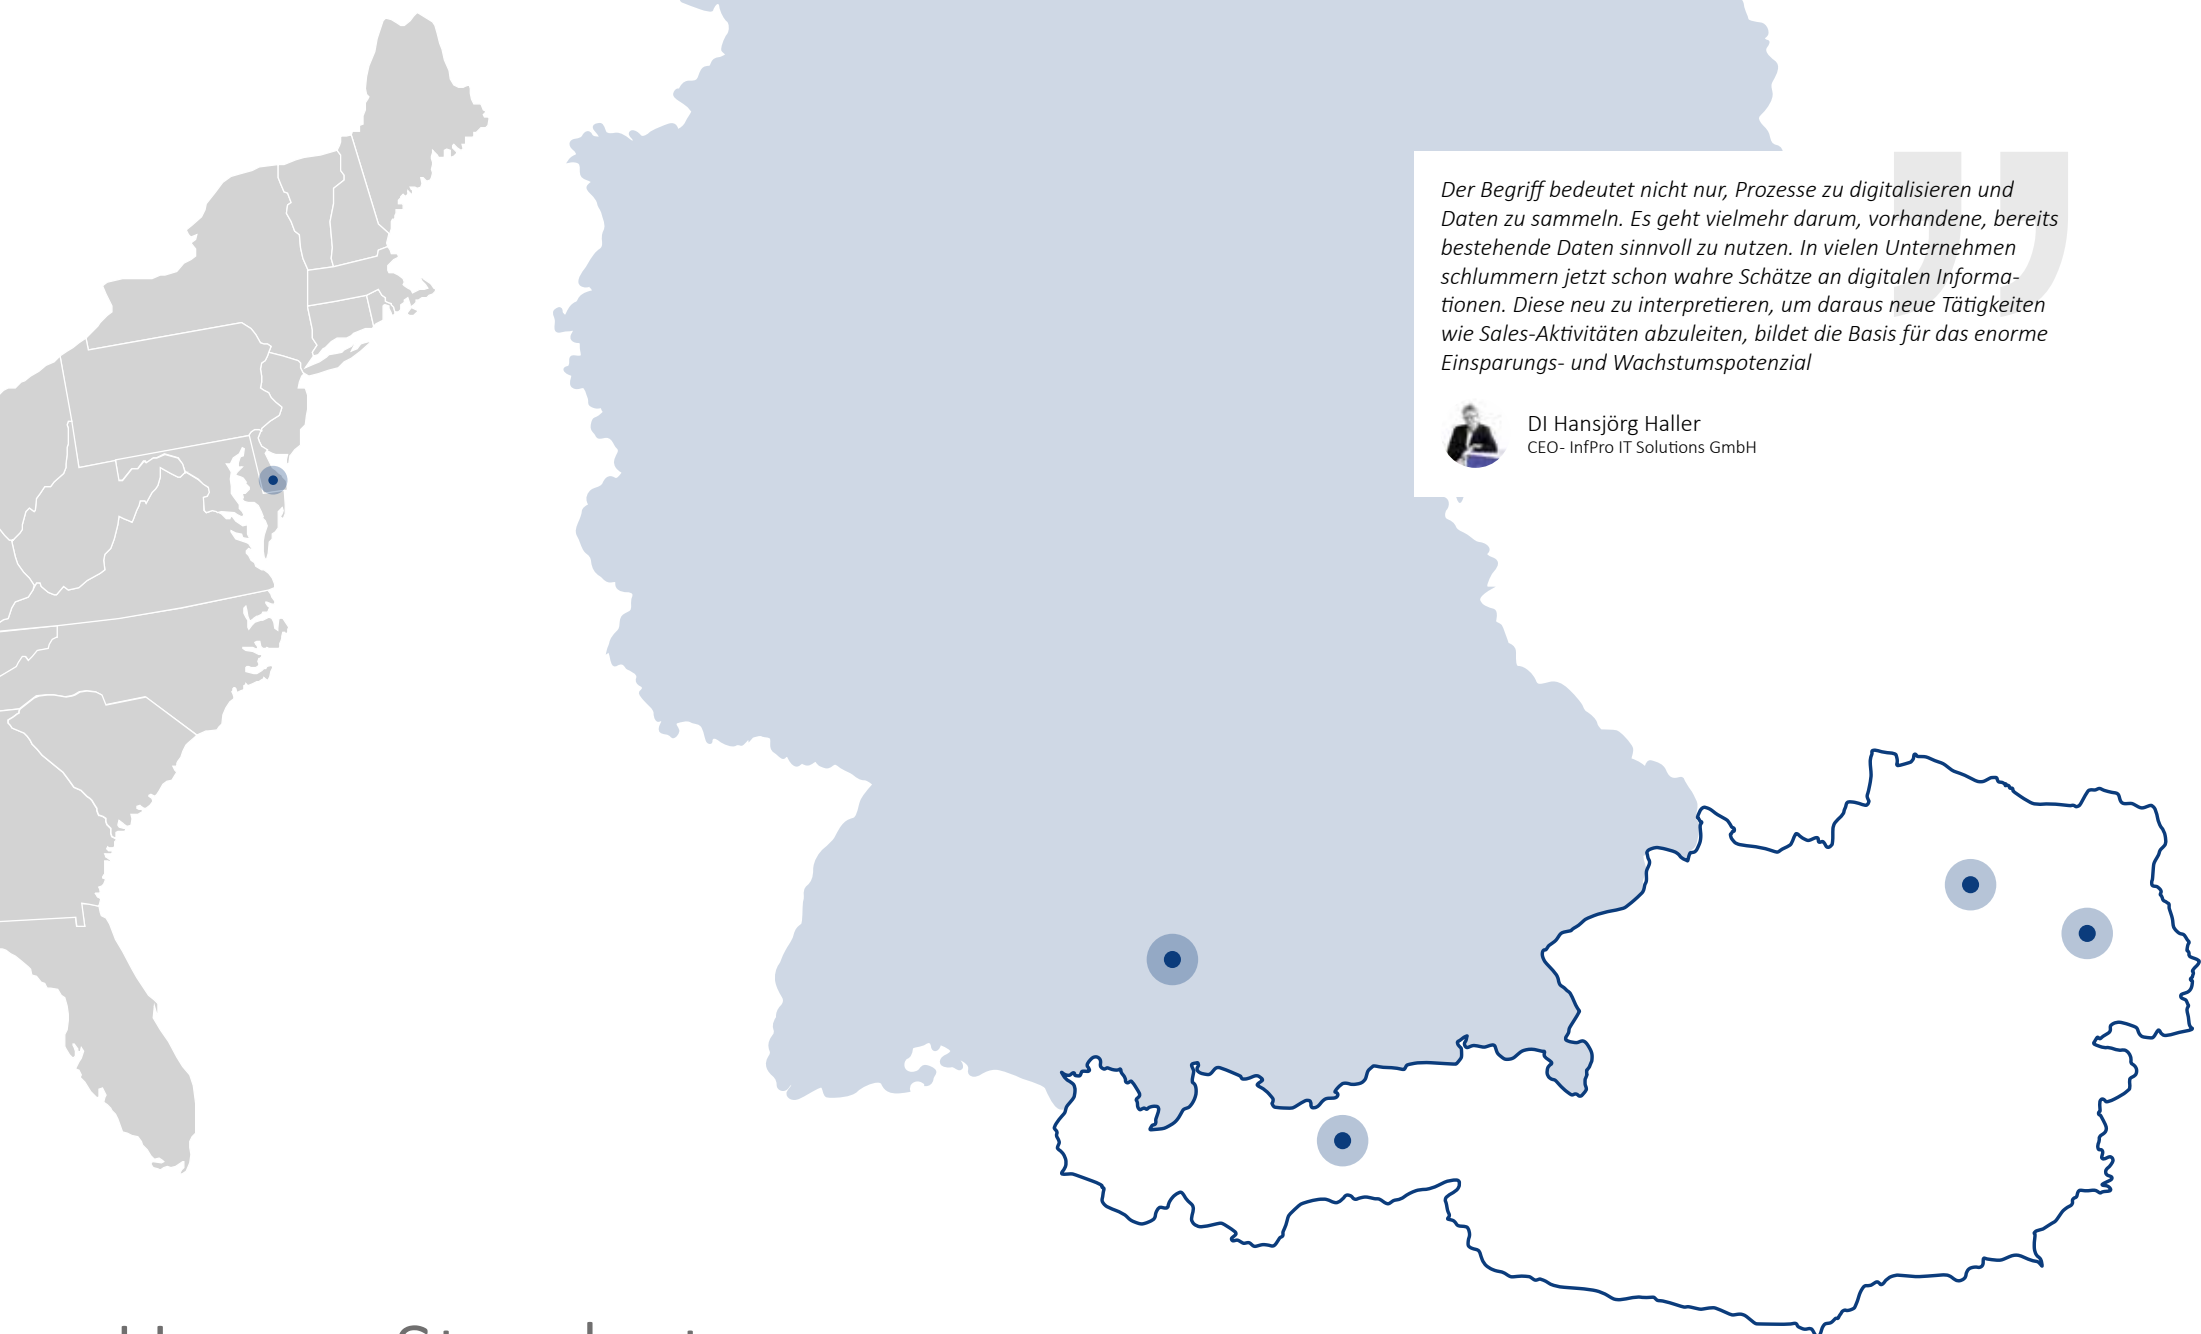 Der Begriff bedeutet nicht nur, Prozesse zu digitalisieren und
Daten zu sammeln. Es geht vielmehr darum, vorhandene, bereits
bestehende Daten sinnvoll zu nutzen. In vielen Unternehmen
schlummern jetzt schon wahre Schätze an digitalen Informa-
tionen. Diese neu zu interpretieren, um daraus neue Tätigkeiten
wie Sales-Aktivitäten abzuleiten, bildet die Basis für das enorme
Einsparungs- und Wachstumspotenzial
DI Hansjörg Haller
CEO- InfPro IT Solutions GmbH